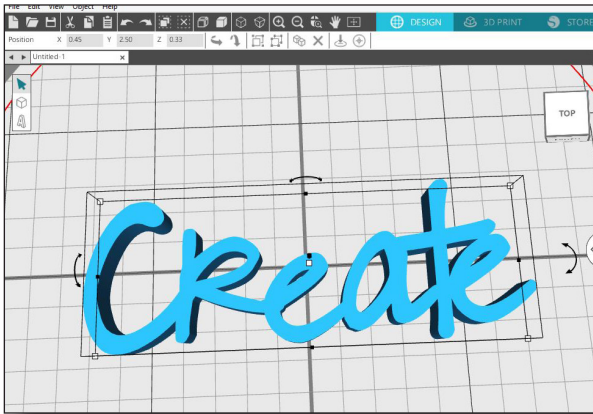 File Edit View Object Help
DESIGN 3D PRINT STORE
Position X 0.45 Y 2.50 Z 0.33
Untitled-1 x
TOP
Create